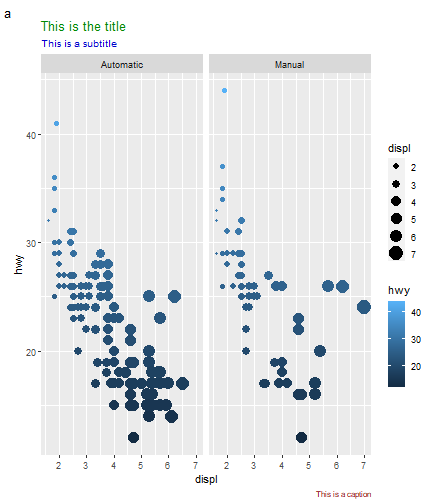 a
This is the title
This is a subtitle
Automatic Manual
40
30
20
hwy
2 3 4 5 6 7 2 3 4 5 6 7
displ
displ
2
3
4
5
6
7
hwy
40
30
20
This is a caption